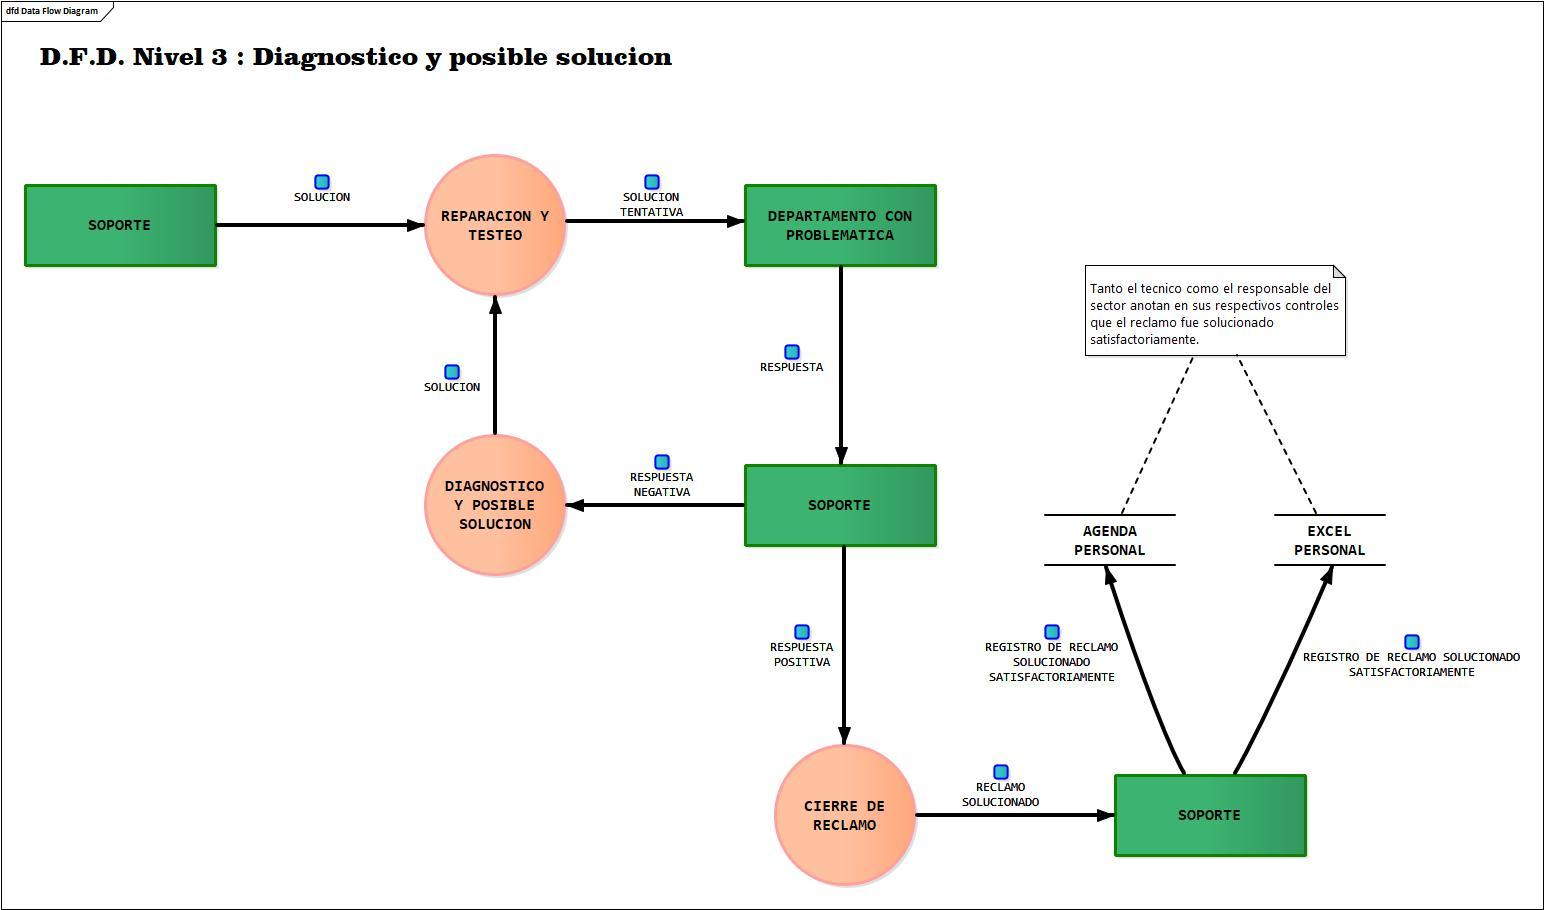 dfd Data Flow Diagram
D.F.D. Nivel 3 : Diagnostico y posible solucion
SOPORTE
SOLUCION
REPARACION Y
TESTEO
SOLUCION
TENTATIVA
DEPARTAMENTO CON
PROBLEMATICA
Tanto el tecnico como el responsable del
sector anotan en sus respectivos controles
que el reclamo fue solucionado
satisfactoriamente.
RESPUESTA
SOLUCION
DIAGNOSTICO
Y POSIBLE
SOLUCION
RESPUESTA
NEGATIVA
SOPORTE
AGENDA
PERSONAL
EXCEL
PERSONAL
RESPUESTA
POSITIVA
REGISTRO DE RECLAMO
SOLUCIONADO
SATISFACTORIAMENTE
REGISTRO DE RECLAMO SOLUCIONADO
SATISFACTORIAMENTE
CIERRE DE
RECLAMO
RECLAMO
SOLUCIONADO
SOPORTE